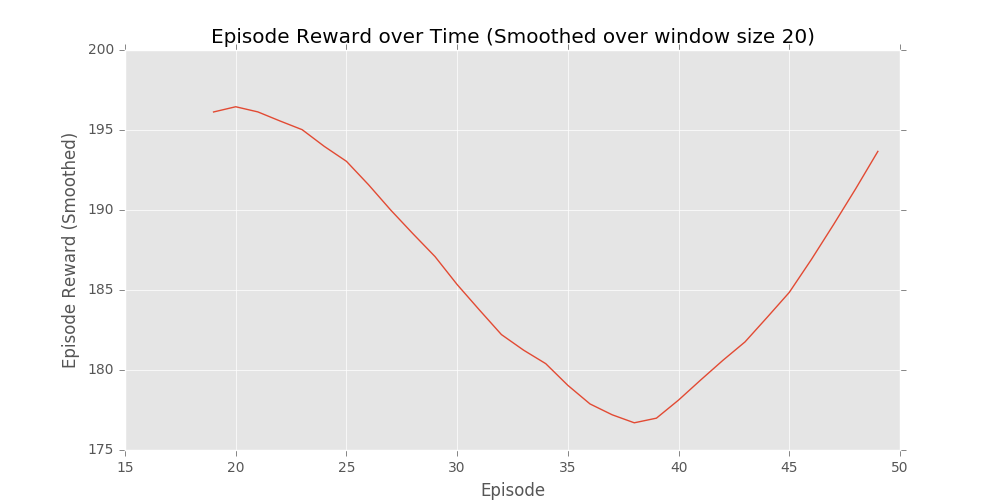 Episode Reward over Time (Smoothed over window size 20)
200
195
190
185
180
175
Episode Reward (Smoothed)
15 20 25 30 35 40 45 50
Episode